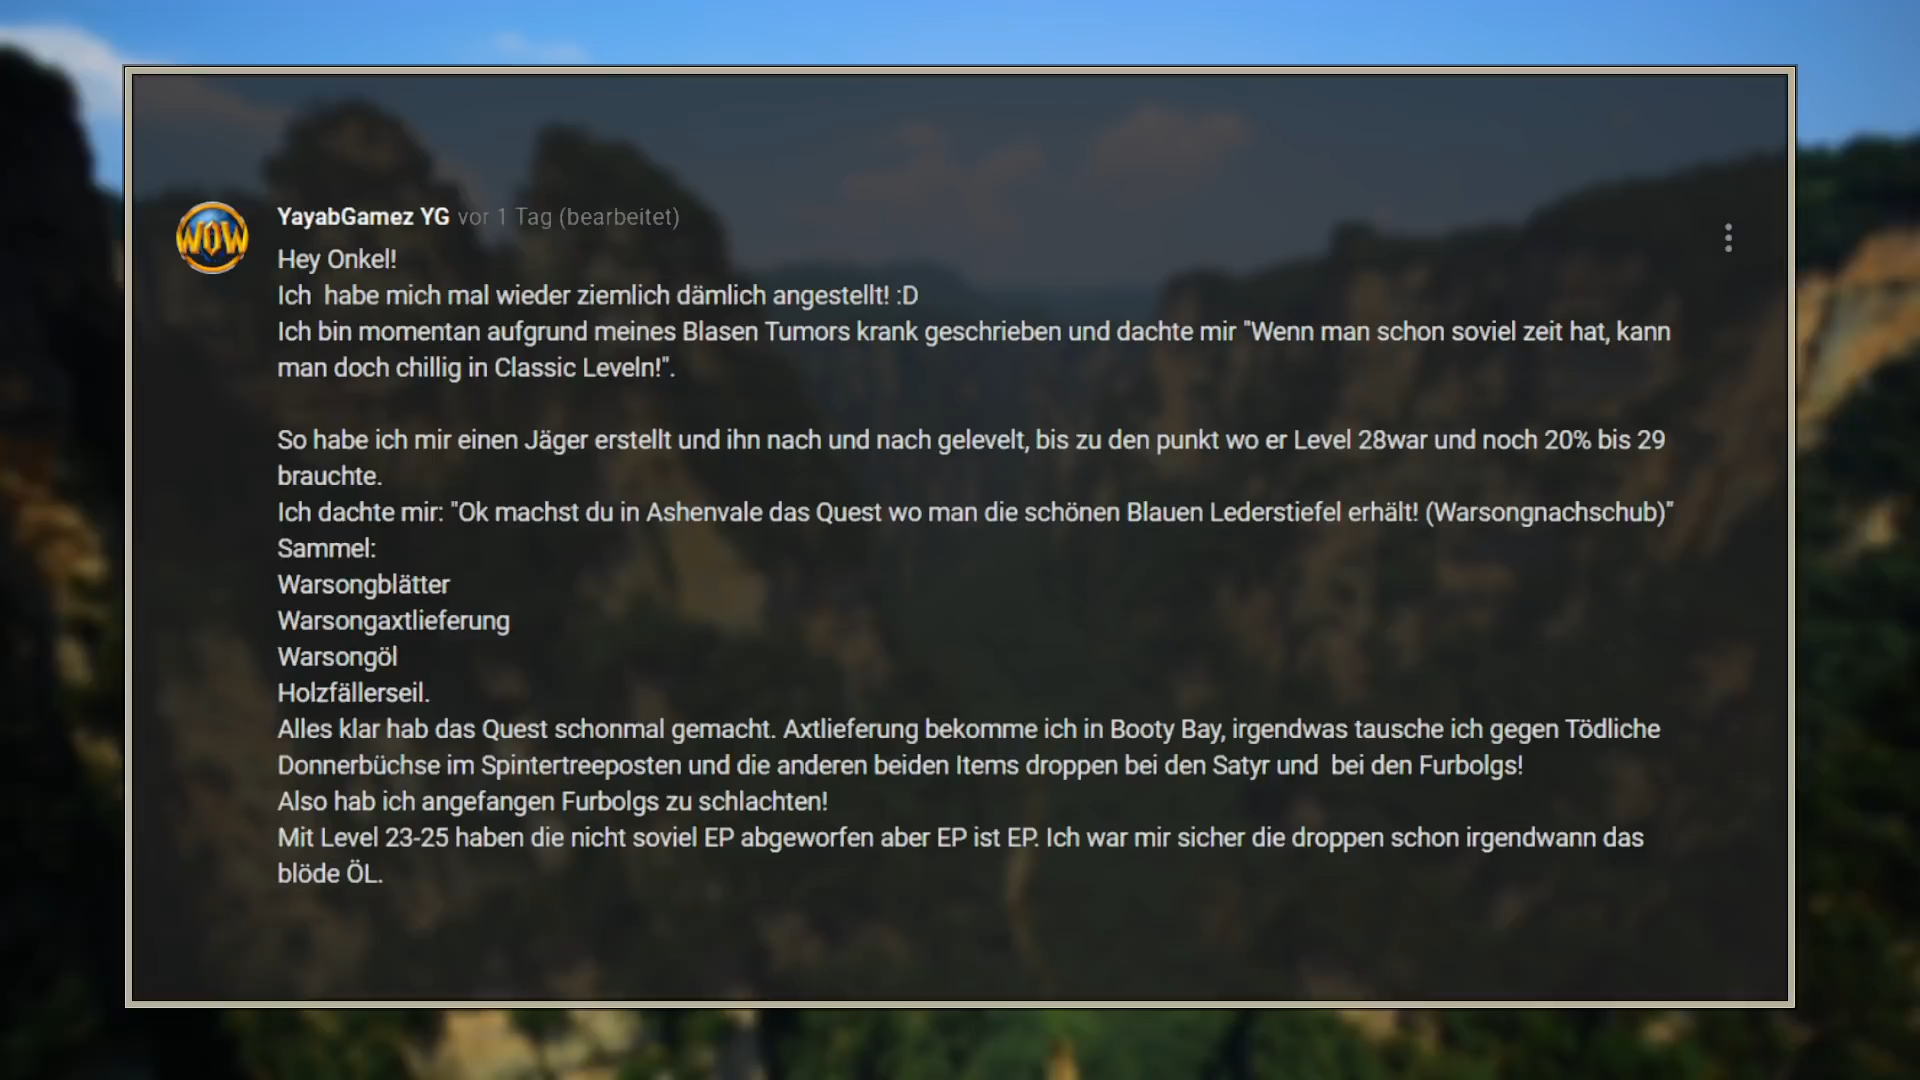 WOW
YayabGamez YG vor 1 Tag (bearbeitet)
Hey Onkel!
Ich  habe mich mal wieder ziemlich dämlich angestellt! :D
Ich bin momentan aufgrund meines Blasen Tumors krank geschrieben und dachte mir "Wenn man schon soviel zeit hat, kann
man doch chillig in Classic Leveln!".
So habe ich mir einen Jäger erstellt und ihn nach und nach gelevelt, bis zu den punkt wo er Level 28war und noch 20% bis 29
brauchte.
Ich dachte mir: "Ok machst du in Ashenvale das Quest wo man die schönen Blauen Lederstiefel erhält! (Warsongnachschub)"
Sammel:
Warsongblätter
Warsongaxtlieferung
Warsongöl
Holzfällerseil.
Alles klar hab das Quest schonmal gemacht. Axtlieferung bekomme ich in Booty Bay, irgendwas tausche ich gegen Tödliche
Donnerbüchse im Spintertreeposten und die anderen beiden Items droppen bei den Satyr und  bei den Furbolgs!
Also hab ich angefangen Furbolgs zu schlachten!
Mit Level 23-25 haben die nicht soviel EP abgeworfen aber EP ist EP. Ich war mir sicher die droppen schon irgendwann das
blöde ÖL.